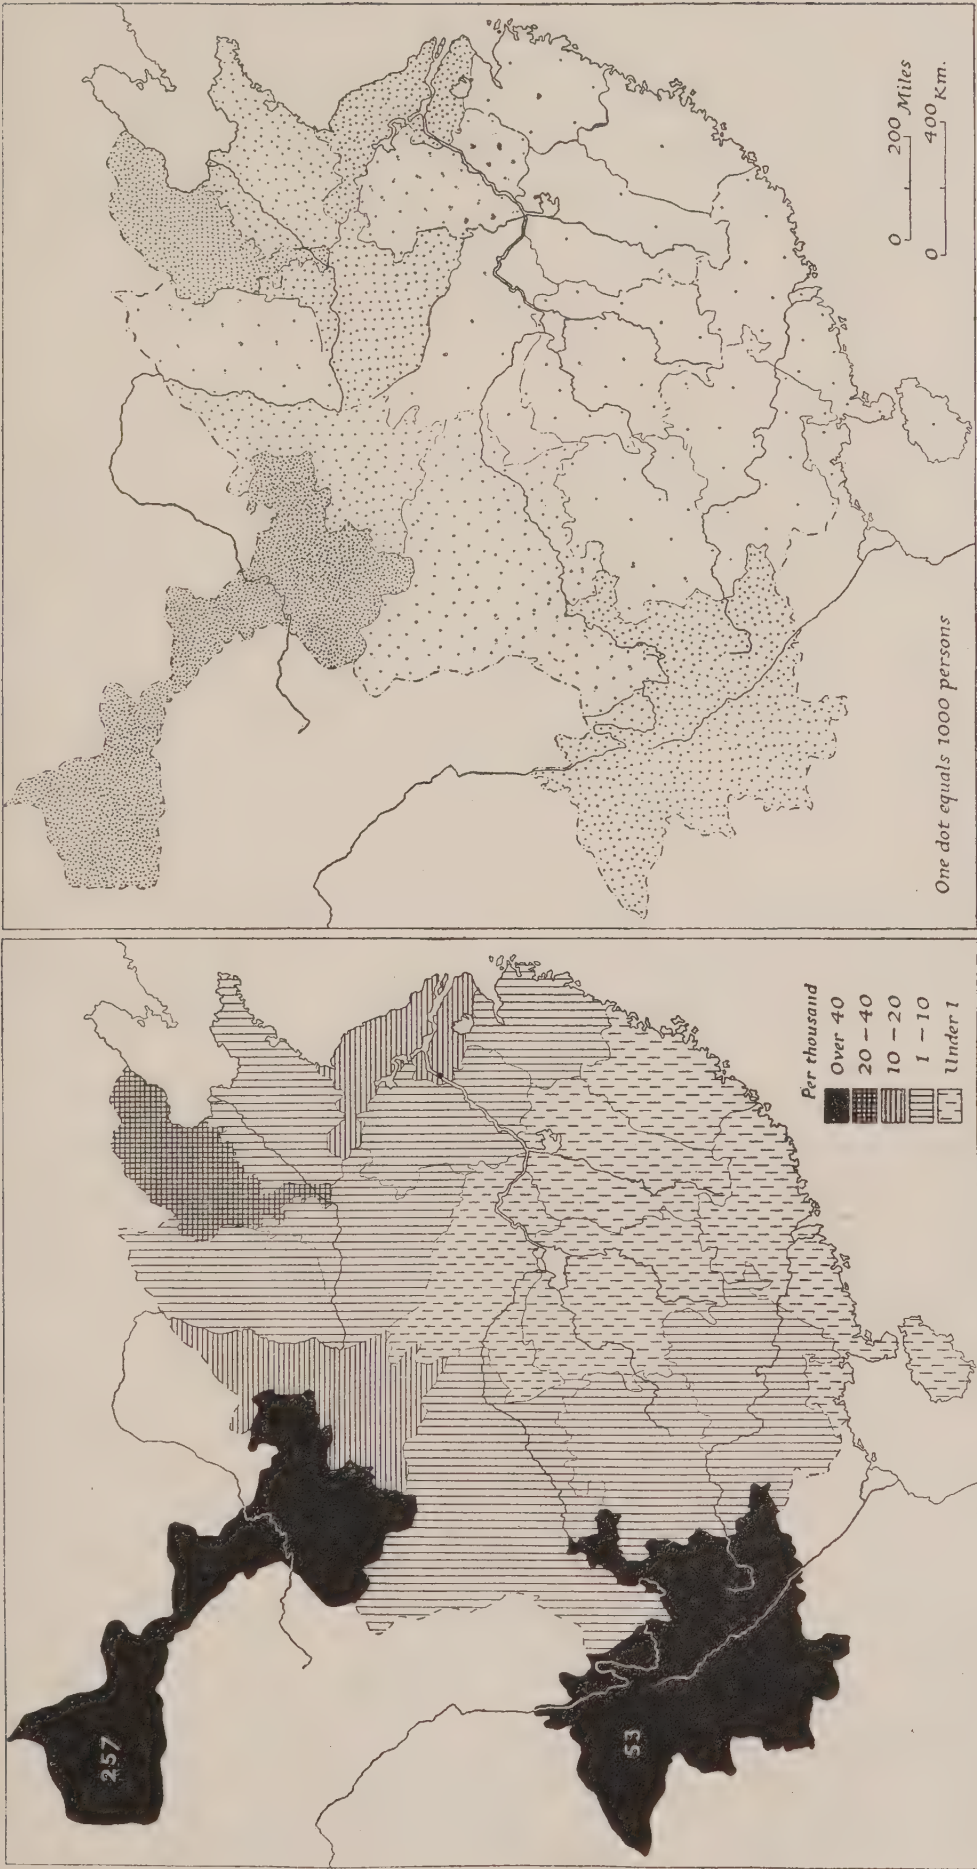 200 Miles
0
400 Km.
0
One dot equals 1000 persons
Per thousand
Over 40
20 – 40
10 – 20
1 – 10
Under 1
257
53